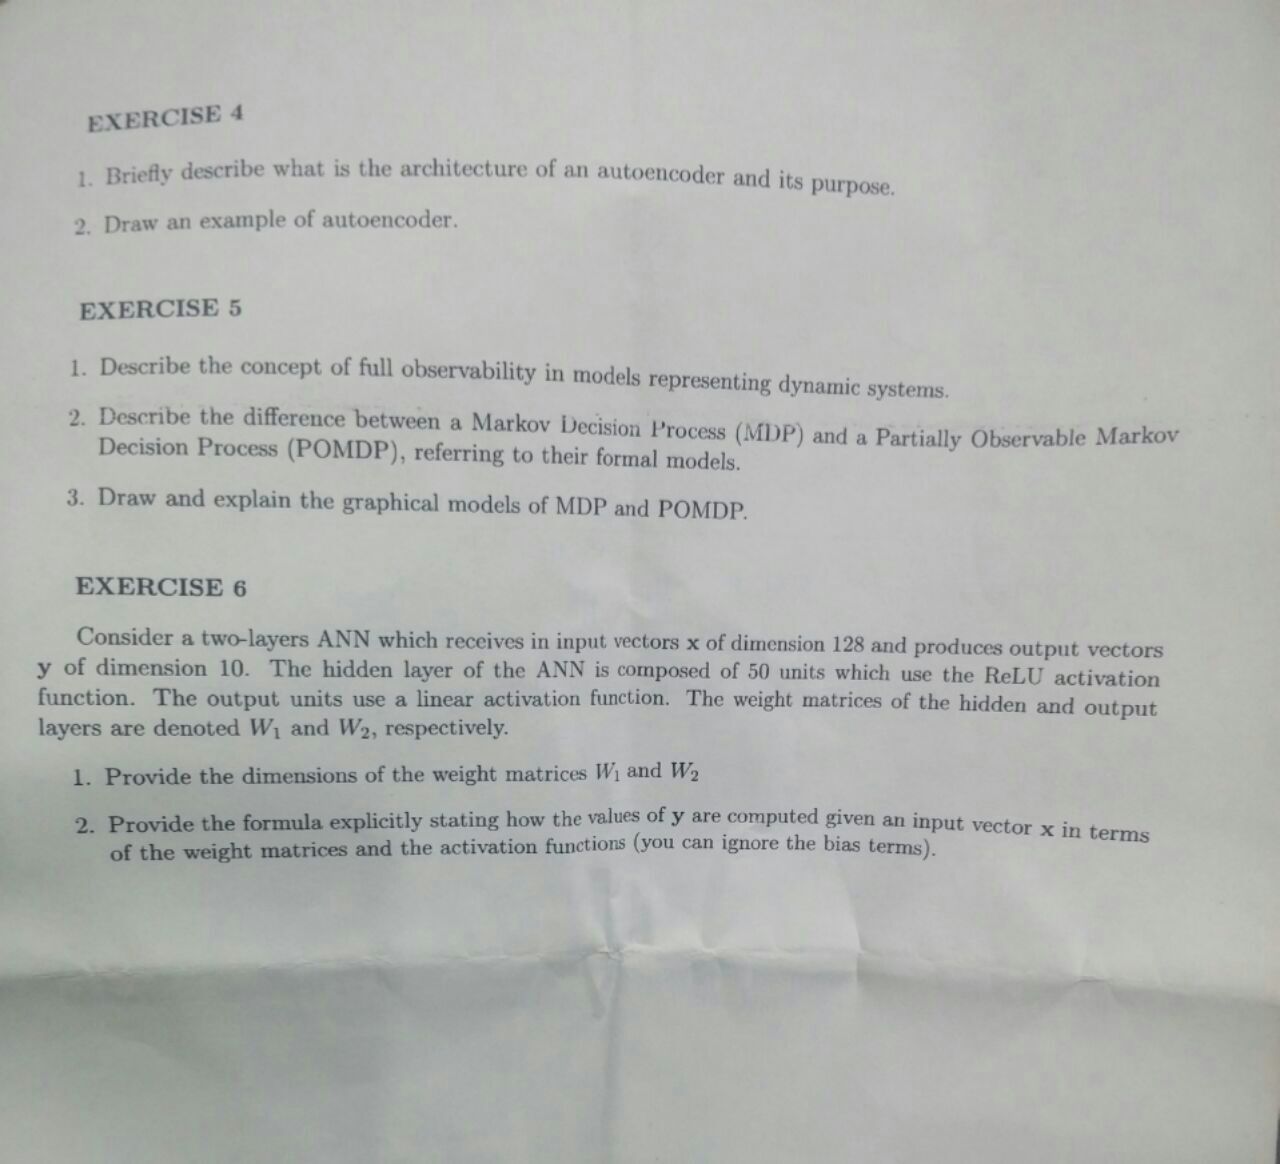 EXERCISE 4
1. Briefly describe what is the architecture of an autoencoder and its purpose.
2. Draw an example of autoencoder.
EXERCISE 5
1. Describe the concept of full observability in models representing dynamic systems.
2. Describe the difference between a Markov Decision Process (MDP) and a Partially Observable Markov
Decision Process (POMDP), referring to their formal models.
3. Draw and explain the graphical models of MDP and POMDP.
EXERCISE 6
Consider a two-layers ANN which receives in input vectors x of dimension 128 and produces output vectors
y of dimension 10. The hidden layer of the ANN is composed of 50 units which use the ReLU activation
function. The output units use a linear activation function. The weight matrices of the hidden and output
layers are denoted W₁ and W₂, respectively.
1. Provide the dimensions of the weight matrices W₁ and W₂
2. Provide the formula explicitly stating how the values of y are computed given an input vector x in terms
of the weight matrices and the activation functions (you can ignore the bias terms).